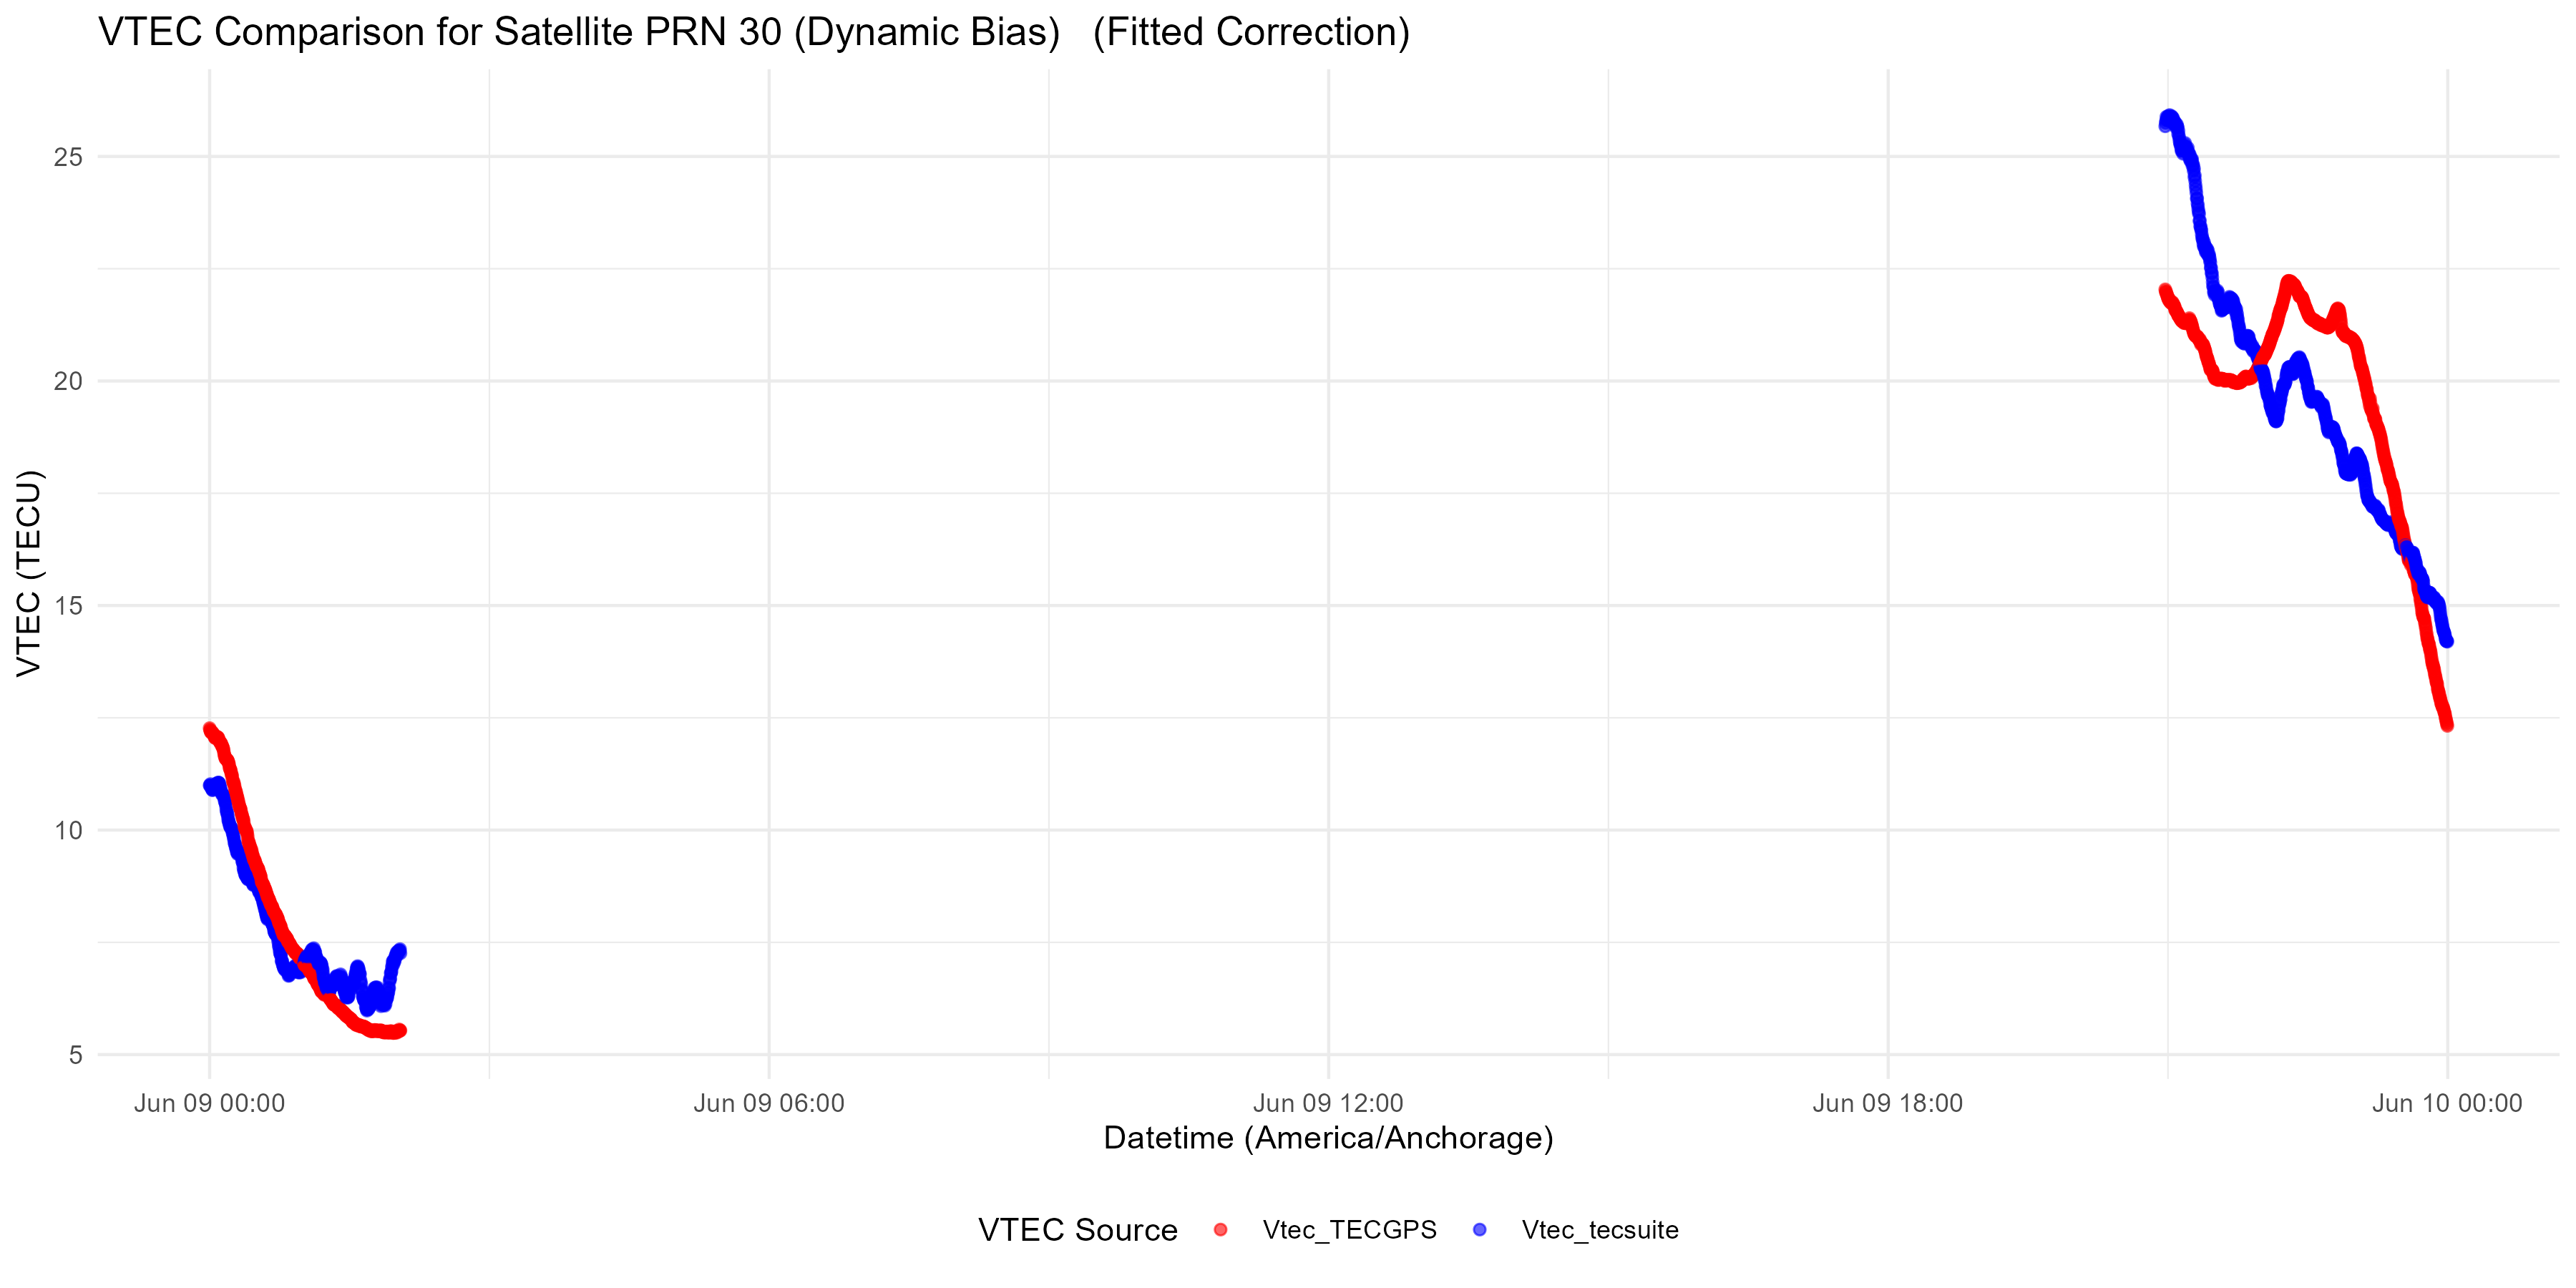 VTEC Comparison for Satellite PRN 30 (Dynamic Bias)   (Fitted Correction)
VTEC (TECU)
25
20
15
10
5
Jun 09 00:00
Jun 09 06:00
Jun 09 12:00
Jun 09 18:00
Jun 10 00:00
Datetime (America/Anchorage)
VTEC Source
Vtec_TECGPS
Vtec_tecsuite